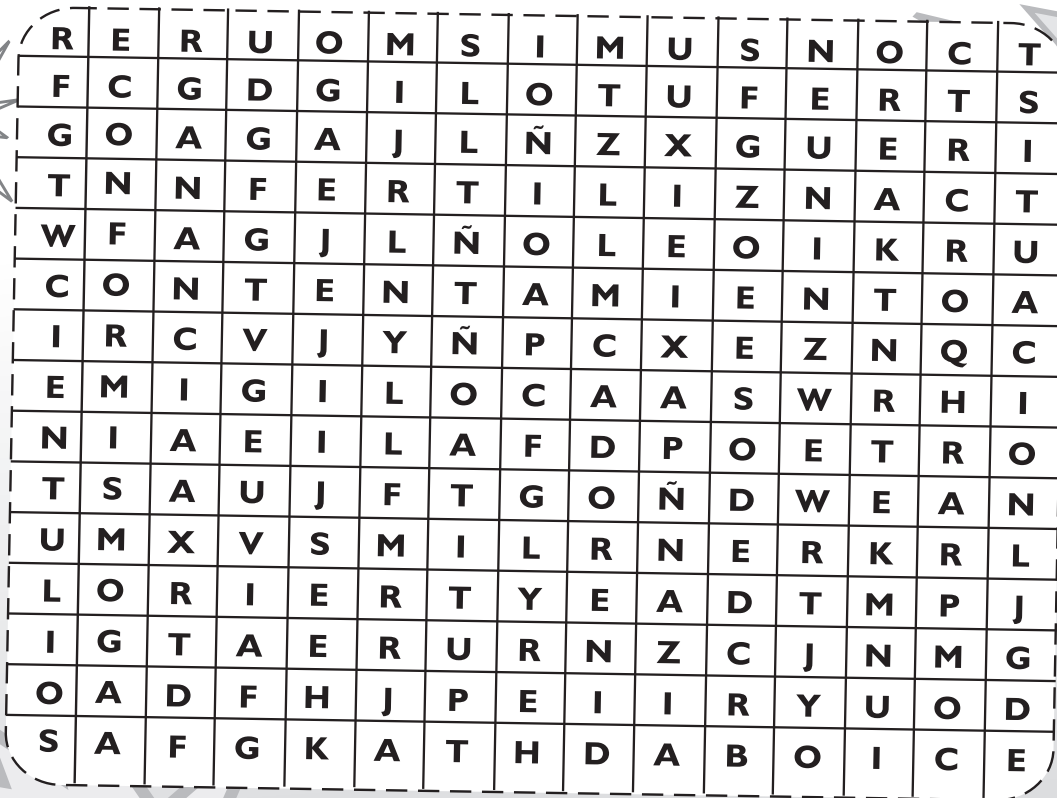 R E R U O M S I M U S N O C T
F C G D G I L O T U F E R T S
G O A G A J L Ñ Z X G U E R I
T N N F E R T I L I Z N A C T
W F A G J L Ñ O L E O I K R U
C O N T E N T A M I E N T O A
I R C V J Y Ñ P C X E Z N Q C
E M I G I L O C A A S W R H I
N I A E I L A F D P O E T R O
T S A U J F T G O Ñ D W E A N
U M X V S M I L R N E R K R L
L O R I E R T Y E A D T M P J
I G T A E R U R N Z C J N M G
O A D F H J P E I I R Y U O D
S A F G K A T H D A B O I C E